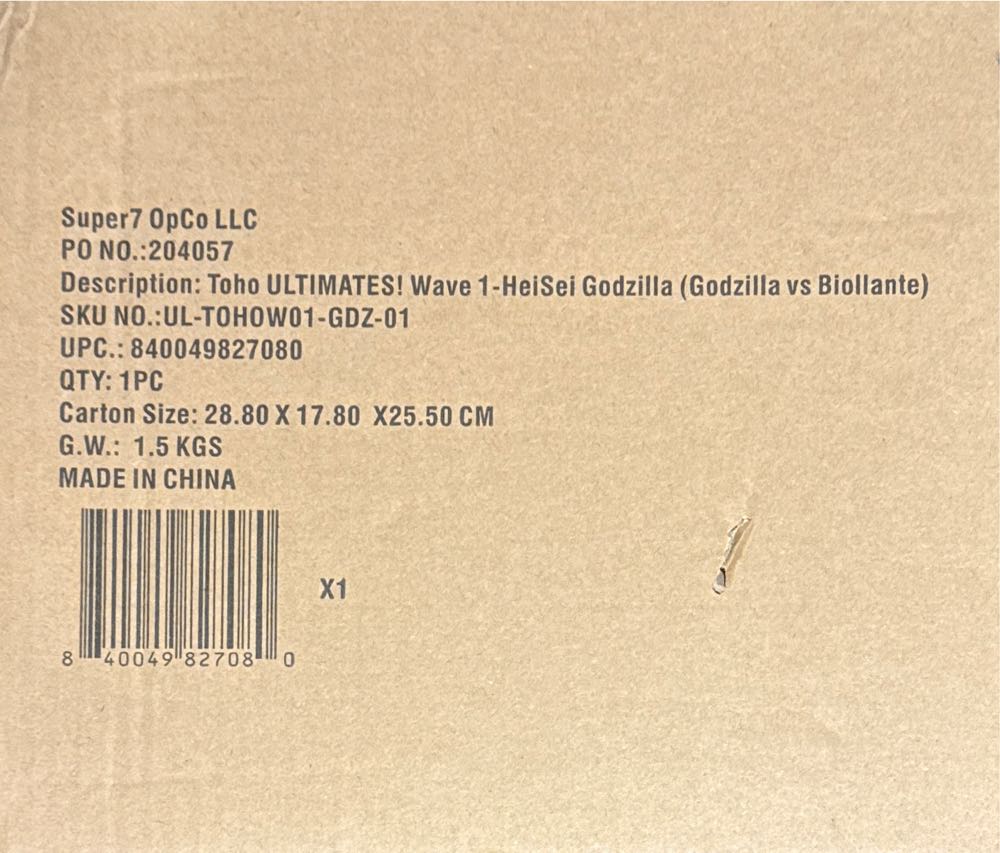 Super7 OpCo LLC
PO NO.:204057
Description: Toho ULTIMATES! Wave 1-HeiSei Godzilla (Godzilla vs Biollante)
SKU NO.:UL-TOHOW01-GDZ-01
UPC.: 840049827080
QTY: 1PC
Carton Size: 28.80 X 17.80 X25.50 CM
G.W.: 1.5 KGS
MADE IN CHINA
X1
8 40049 82708 0